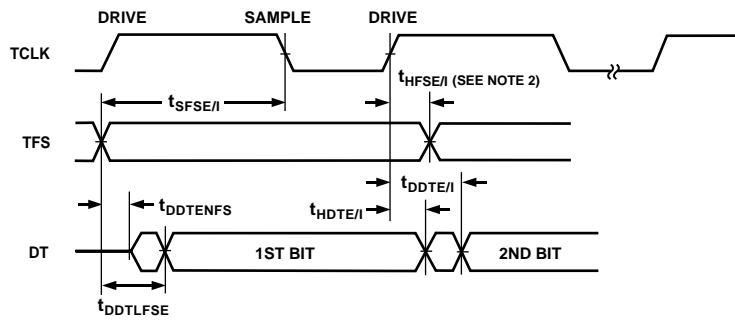 DRIVE SAMPLE DRIVE
TCLK
tHFSE/I (SEE NOTE 2)
tSFSE/I
TFS
tDDTE/I
tDDTENFS
tHDTE/I
DT
1ST BIT
2ND BIT
tDDTLFSE